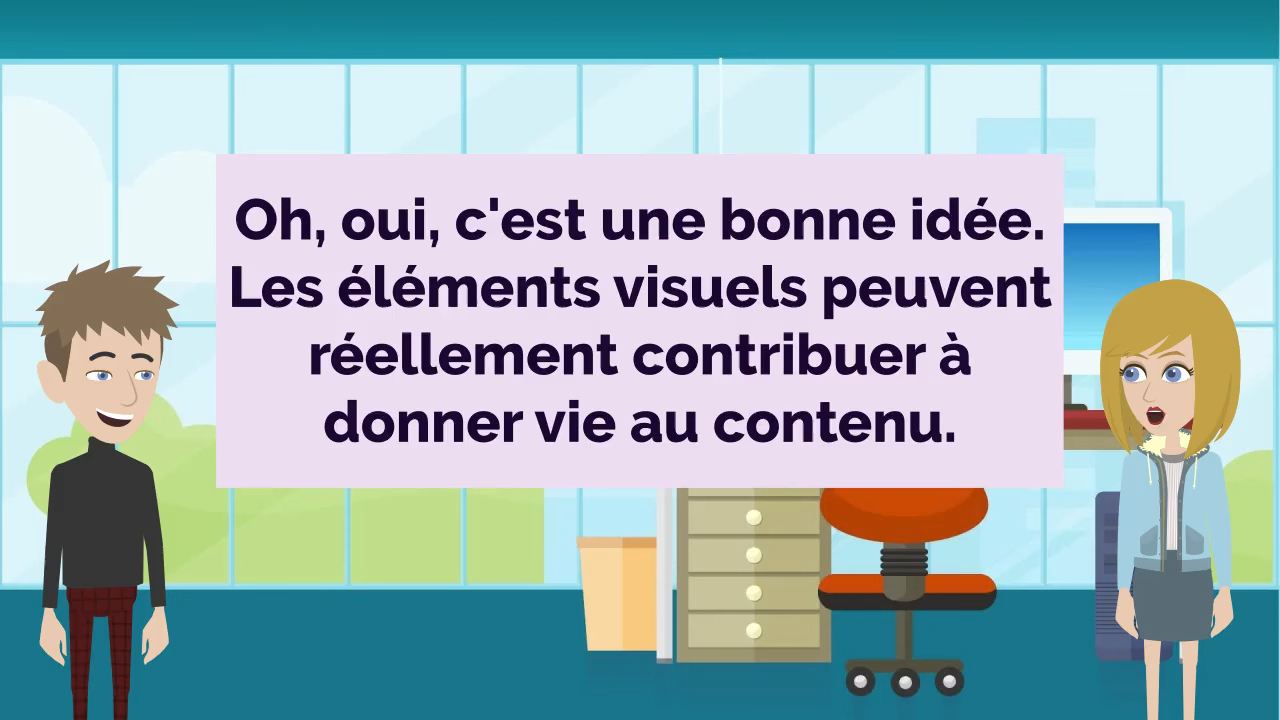 Oh, oui, c'est une bonne idée.
Les éléments visuels peuvent
réellement contribuer à
donner vie au contenu.